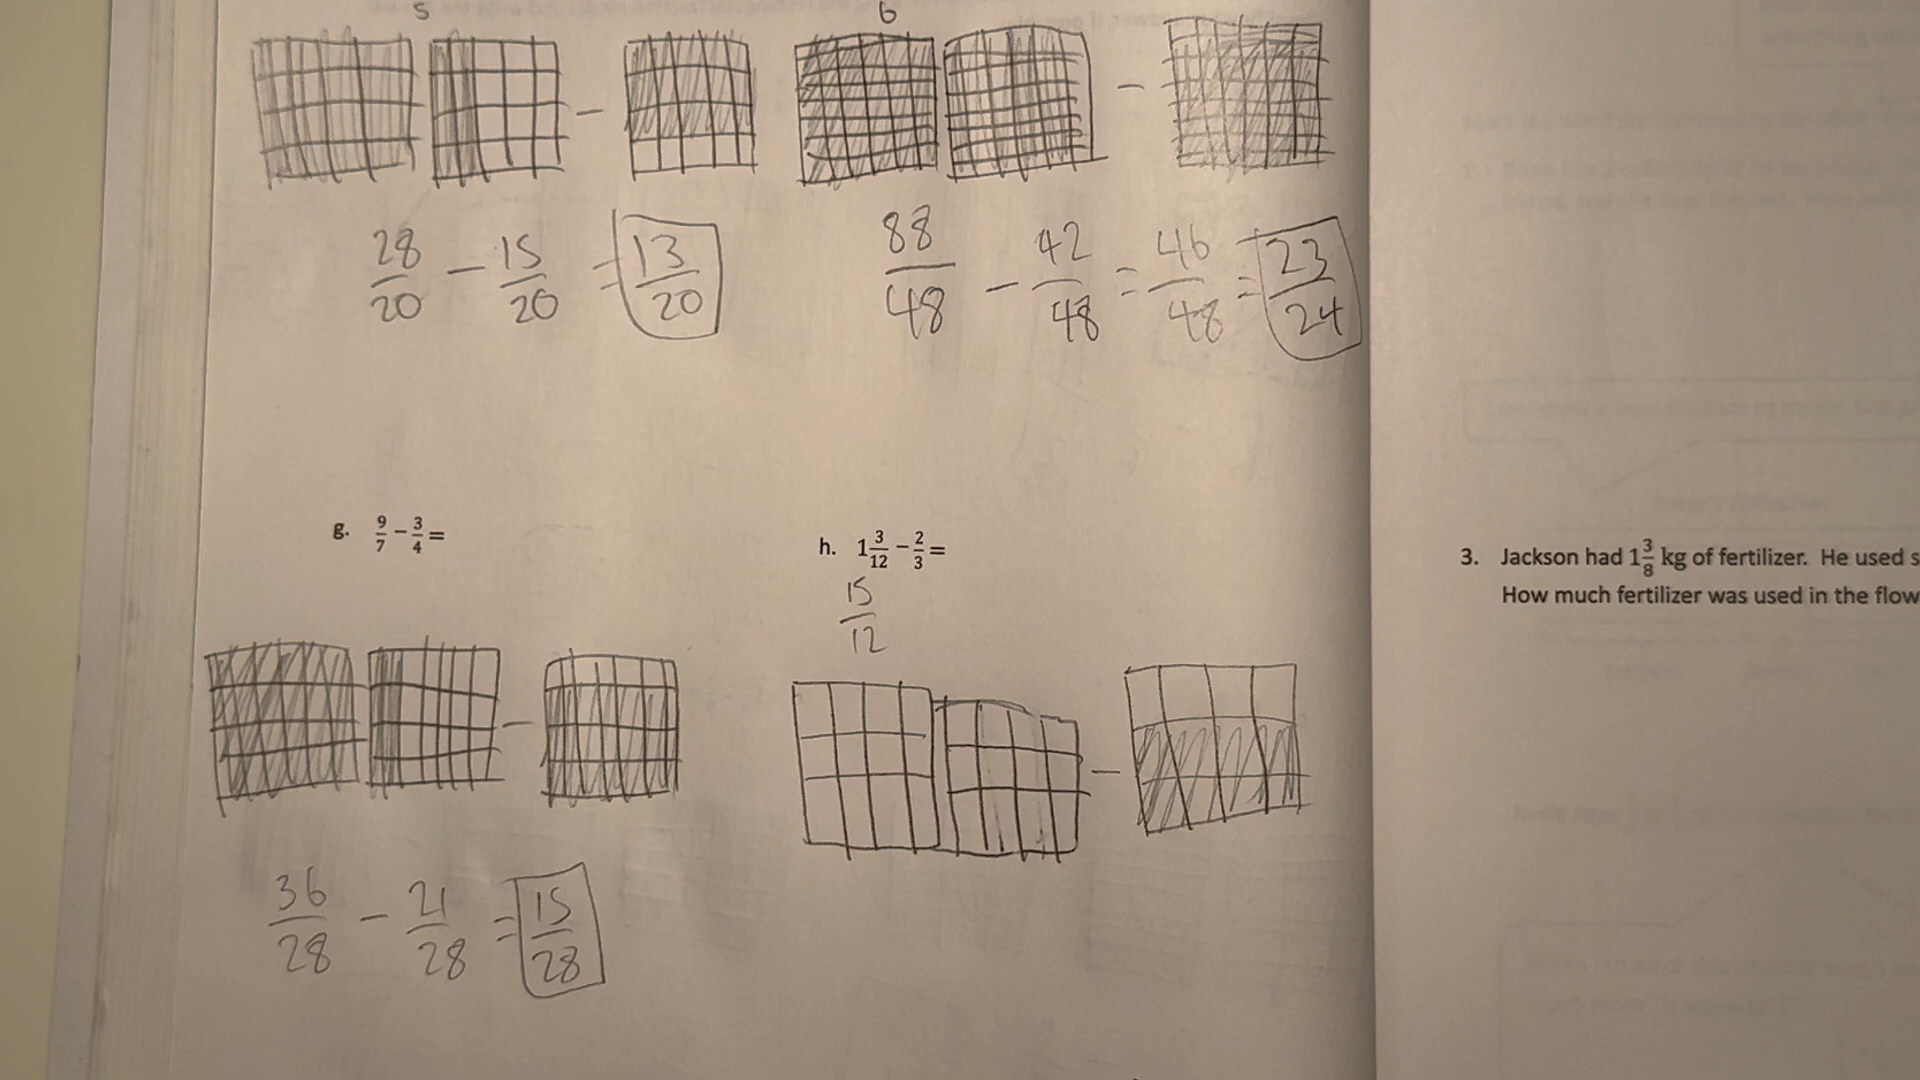 5
6
28/20 - 15/20 = 13/20
88/48 - 42/48 = 46/48 = 23/24
g. 9/7 - 3/4 =
h. 1 3/12 - 2/3 =
15/12
36/28 - 21/28 = 15/28
3. Jackson had 1 3/8 kg of fertilizer. He used s
How much fertilizer was used in the flow